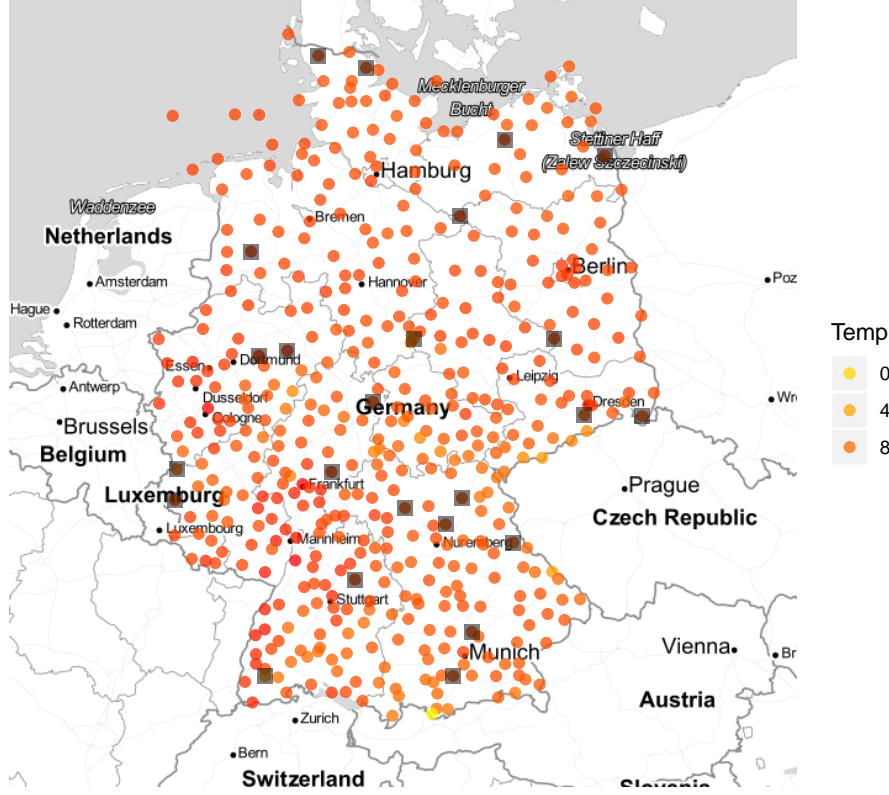 Mecklenburger
Bucht
Stettiner Haff
(Zalew Szczecinski)
Hamburg
Waddenzee
Bremen
Netherlands
Berlin
Amsterdam
Hannover
Poz
Hague
Rotterdam
Temp
Essen
Dortmund
Leipzig
0
Antwerp
Dusseldorf
Dresden
Wr
Germany
4
Cologne
Brussels
8
Belgium
Frankfurt
Prague
Luxemburg
Czech Republic
Luxembourg
Mannheim
Nuremberg
Stuttgart
Munich
Vienna
Br
Austria
Zurich
Bern
Switzerland
Slovenia